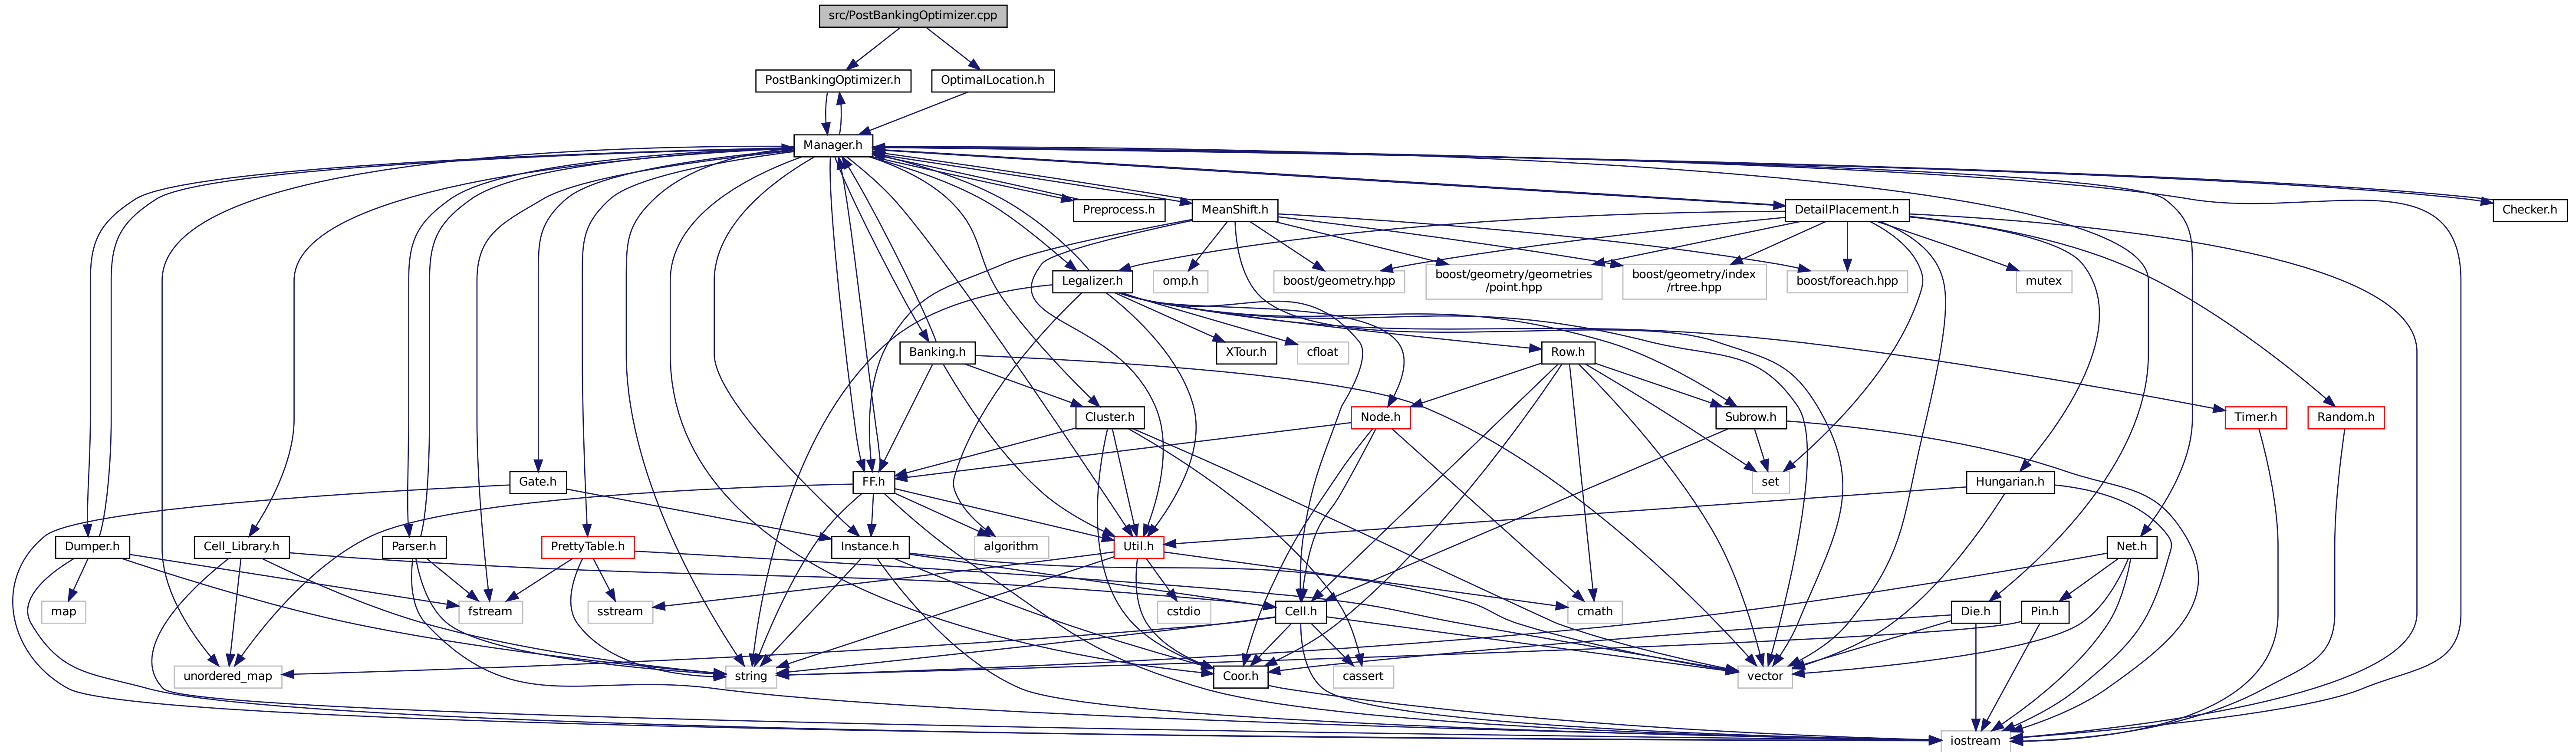 src/PostBankingOptimizer.cpp
PostBankingOptimizer.h
OptimalLocation.h
Manager.h
Preprocess.h
MeanShift.h
DetailPlacement.h
Checker.h
Legalizer.h
omp.h
boost/geometry.hpp
boost/geometry/geometries
/point.hpp
boost/geometry/index
/rtree.hpp
boost/foreach.hpp
mutex
Banking.h
XTour.h
cfloat
Row.h
Cluster.h
Node.h
Subrow.h
Timer.h
Random.h
Gate.h
FF.h
set
Hungarian.h
Dumper.h
Cell_Library.h
Parser.h
PrettyTable.h
Instance.h
algorithm
Util.h
Net.h
map
fstream
sstream
cstdio
Cell.h
cmath
Die.h
Pin.h
unordered_map
string
Coor.h
cassert
vector
iostream